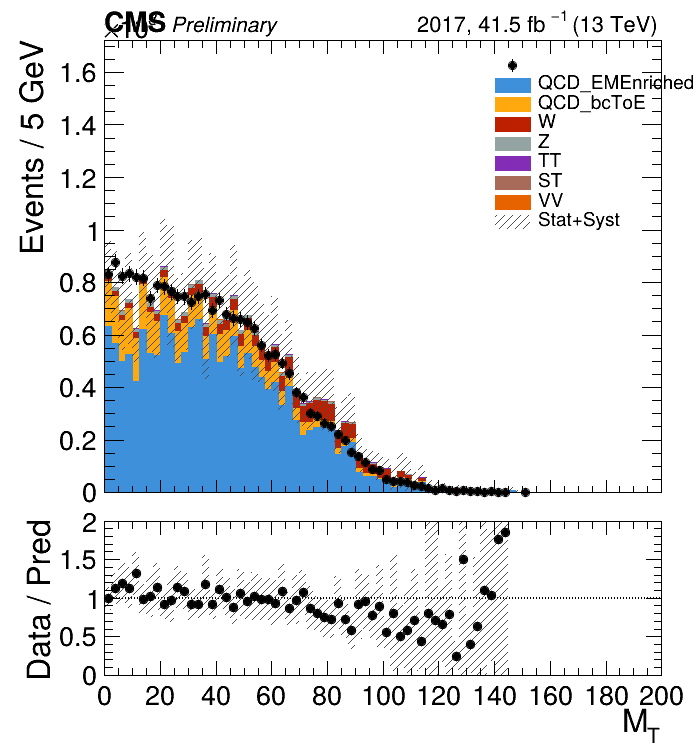 CMS Preliminary 2017, 41.5 fb⁻¹ (13 TeV)
Events / 5 GeV
1.6
1.4
1.2
1
0.8
0.6
0.4
0.2
0
QCD_EMEnriched
QCD_bcToE
W
Z
TT
ST
VV
Stat+Syst
Data / Pred
2
1.5
1
0.5
0
0 20 40 60 80 100 120 140 160 180 200
M_T